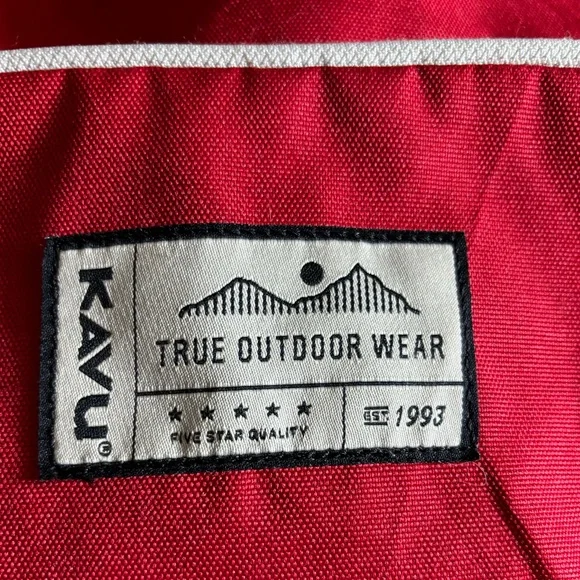 KAVU®
TRUE OUTDOOR WEAR
★ ★ ★ ★ ★
FIVE STAR QUALITY
EST. 1993